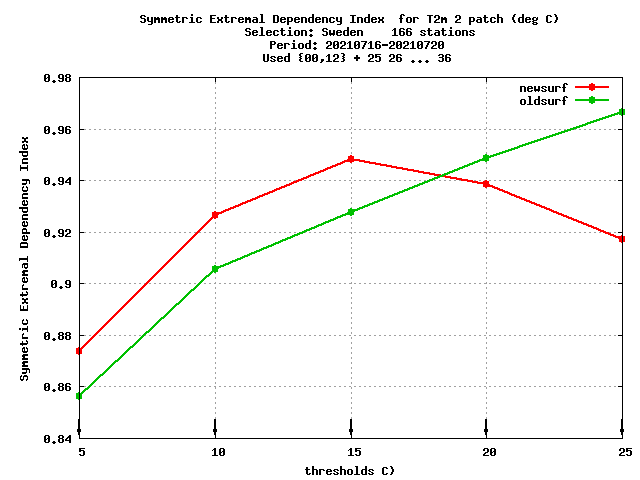 Symmetric Extremal Dependency Index  for T2m 2 patch (deg C)
Selection: Sweden    166 stations
Period: 20210716-20210720
Used {00,12} + 25 26 ... 36
newsurf
oldsurf
Symmetric Extremal Dependency Index
0.98
0.96
0.94
0.92
0.9
0.88
0.86
0.84
5 10 15 20 25
thresholds C)